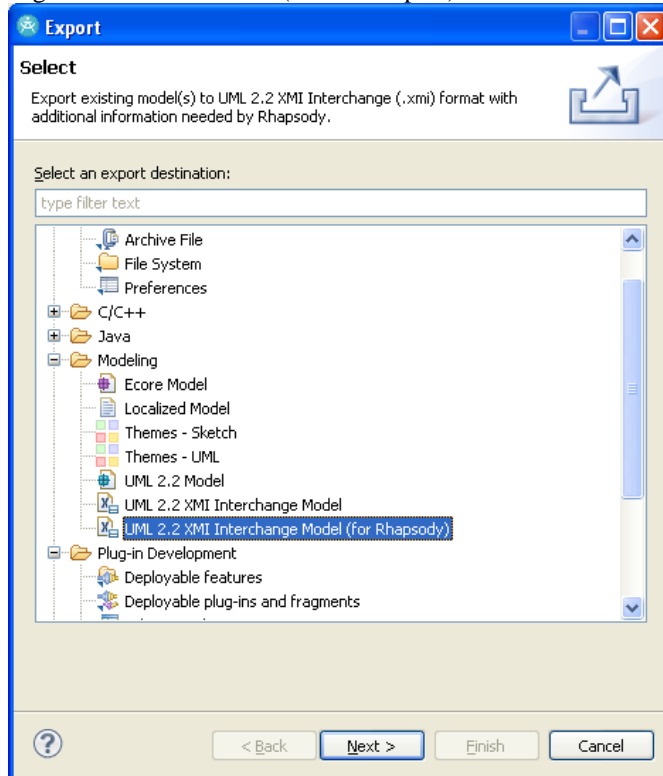 Export
Select
Export existing model(s) to UML 2.2 XMI Interchange (.xmi) format with
additional information needed by Rhapsody.
Select an export destination:
type filter text
Archive File
File System
Preferences
C/C++
Java
Modeling
Ecore Model
Localized Model
Themes - Sketch
Themes - UML
UML 2.2 Model
UML 2.2 XMI Interchange Model
UML 2.2 XMI Interchange Model (for Rhapsody)
Plug-in Development
Deployable features
Deployable plug-ins and fragments
< Back Next > Finish Cancel